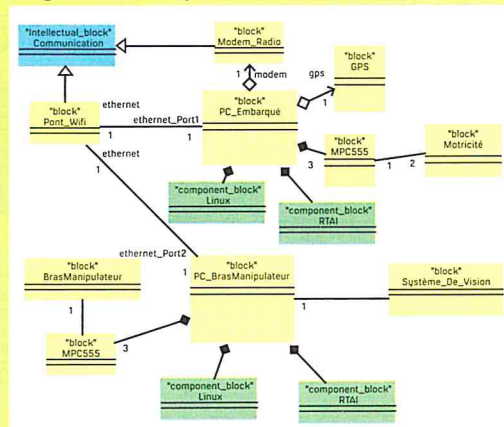 "Intellectual_block"
Communication
"block"
Modem_Radio
"block"
GPS
1
modem
gps
1
"block"
Pont_Wifi
ethernet
1
ethernet_Port1
1
"block"
PC_Embarqué
"block"
MPC555
3
1
2
"block"
Motricité
ethernet
1
"component_block"
Linux
"component_block"
RTAI
ethernet_Port2
1
"block"
PC_BrasManipulateur
"block"
BrasManipulateur
1
"block"
MPC555
3
1
"block"
Système_De_Vision
"component_block"
Linux
"component_block"
RTAI